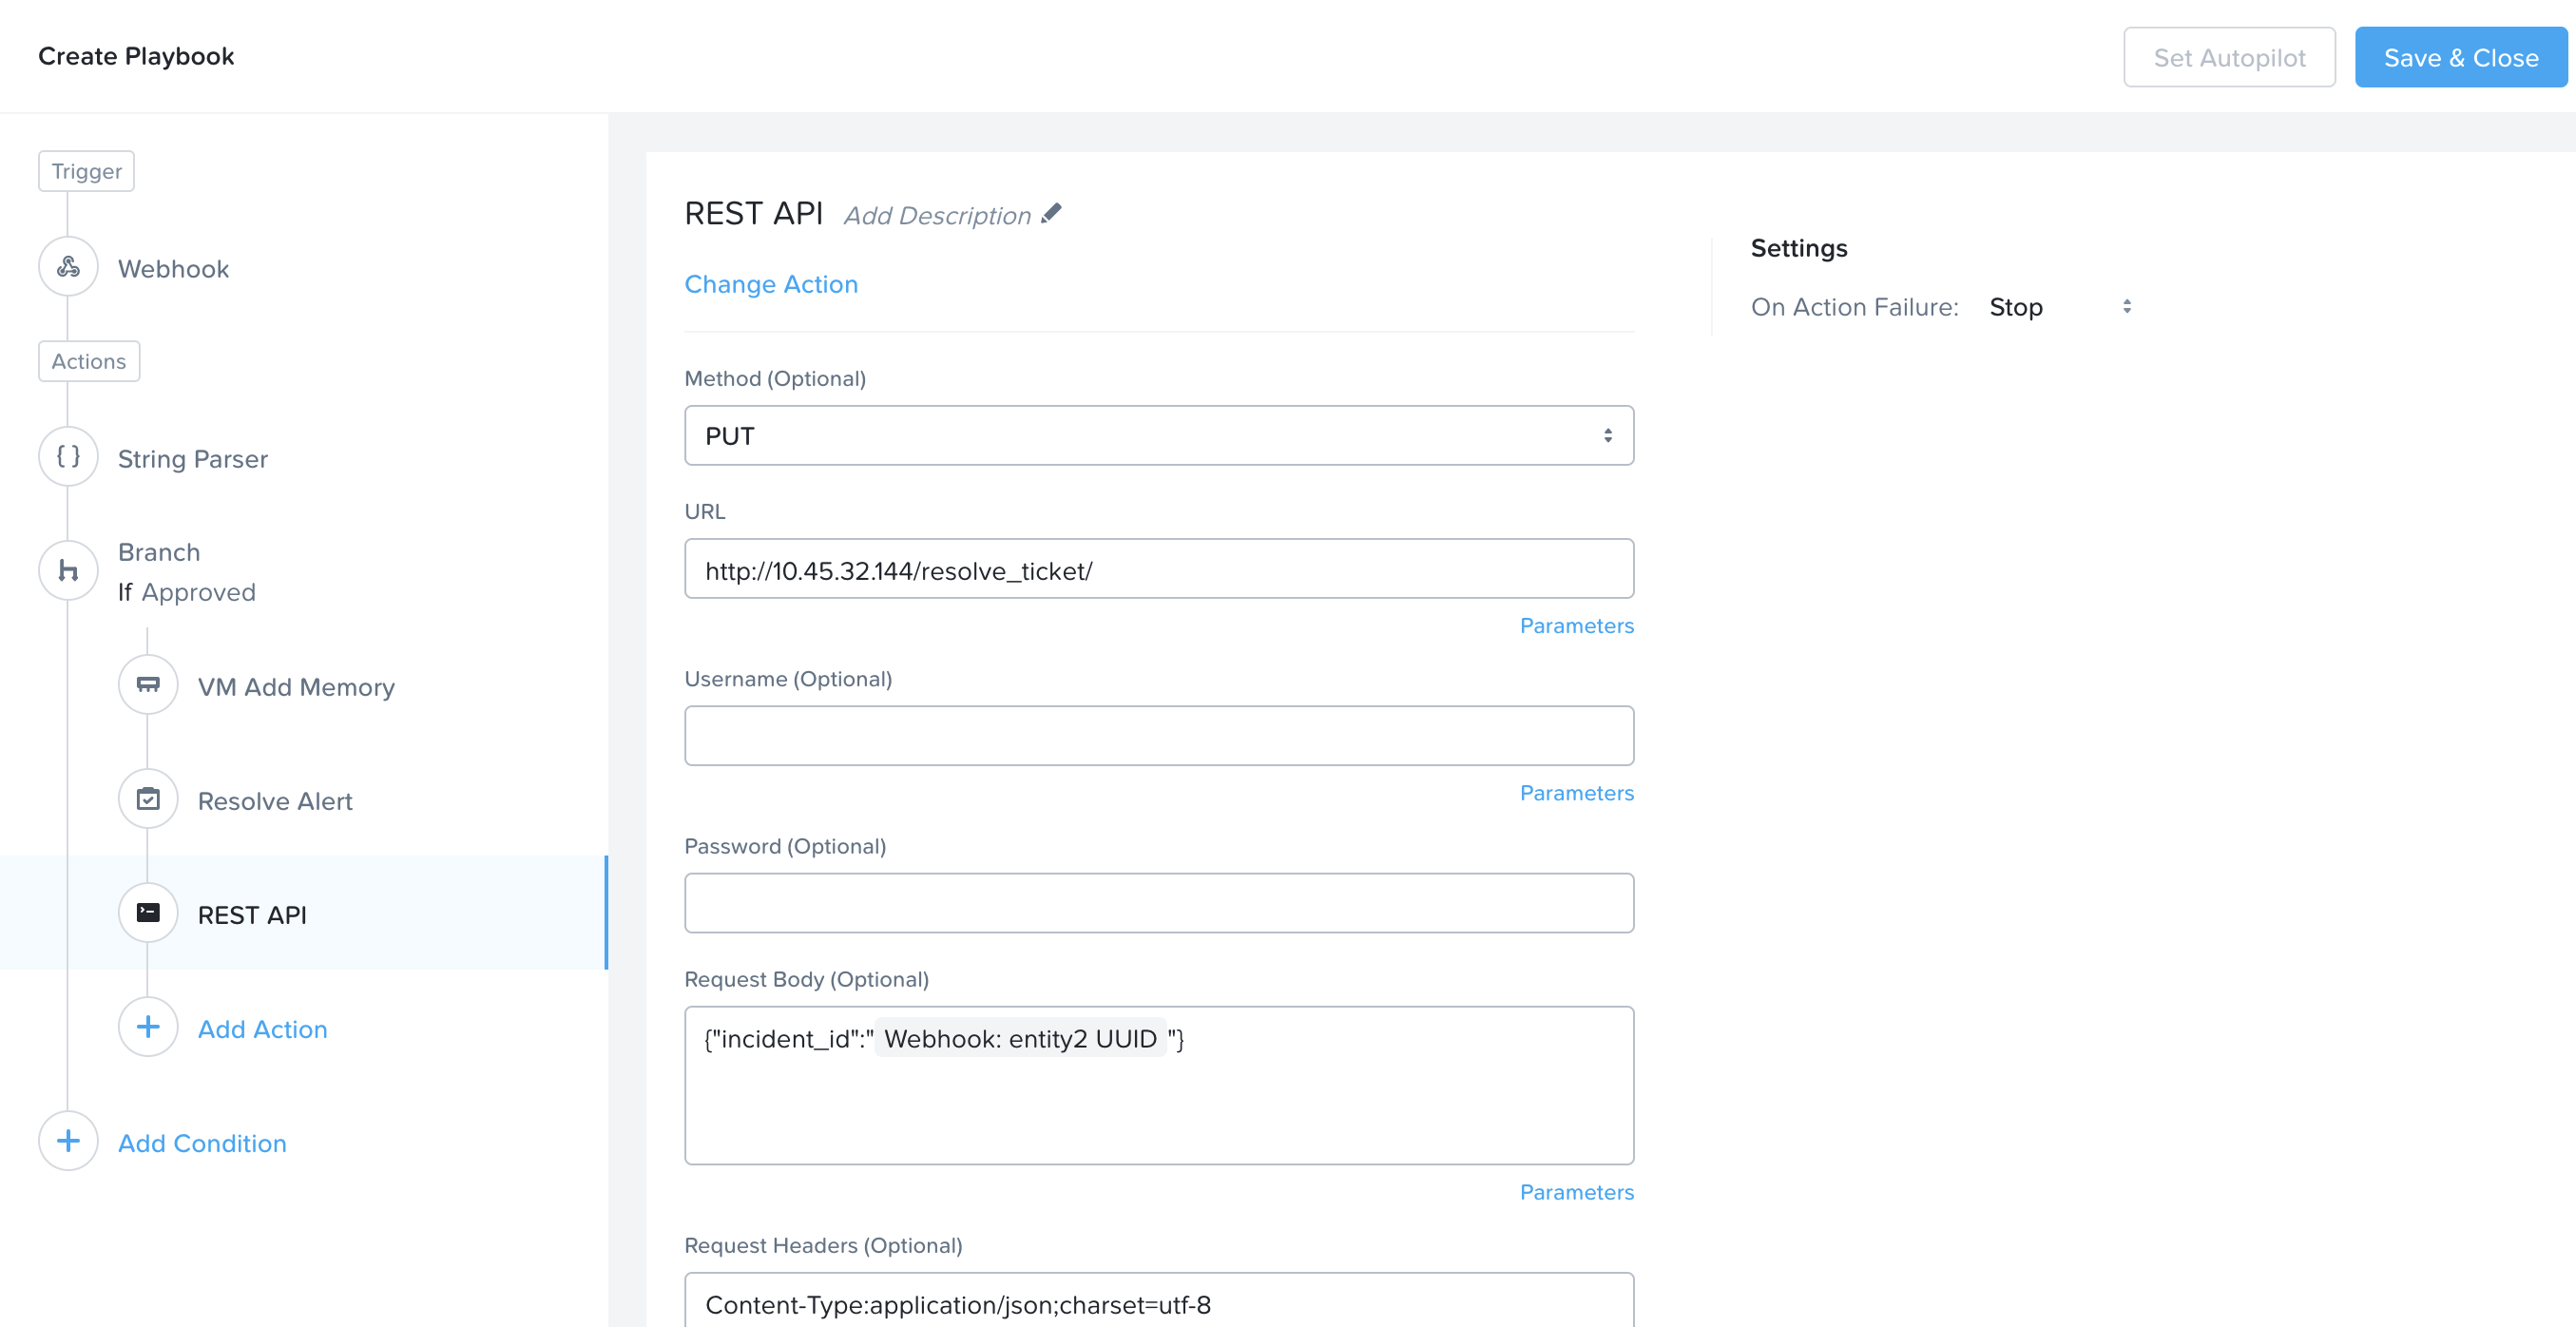 Create Playbook
Set Autopilot
Save & Close
Trigger
Webhook
Actions
String Parser
Branch
If Approved
VM Add Memory
Resolve Alert
REST API
Add Action
Add Condition
REST API Add Description
Change Action
Method (Optional)
PUT
URL
http://10.45.32.144/resolve_ticket/
Parameters
Username (Optional)
Parameters
Password (Optional)
Request Body (Optional)
{"incident_id":" Webhook: entity2 UUID "}
Parameters
Request Headers (Optional)
Content-Type:application/json;charset=utf-8
Settings
On Action Failure: Stop